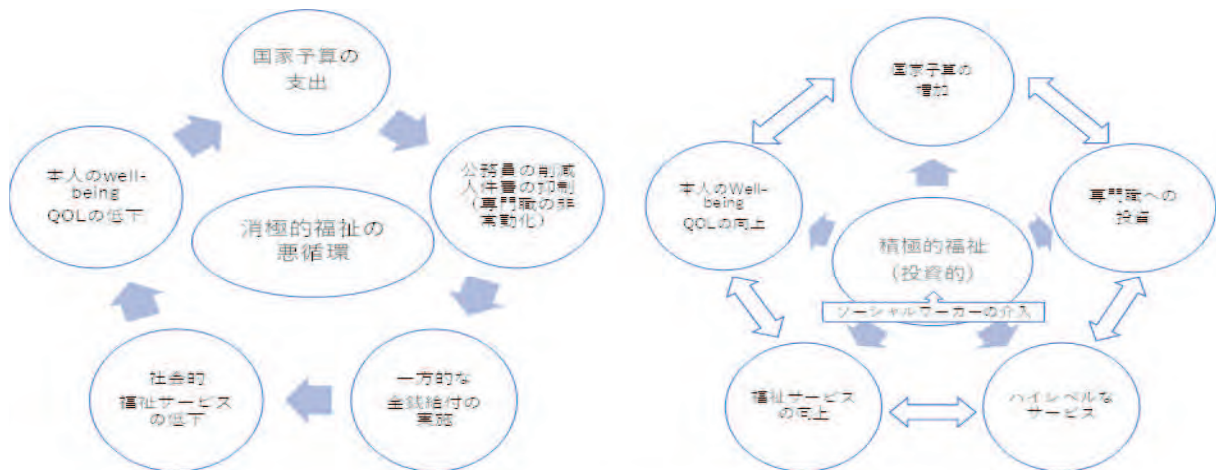 国家予算の
支出
公務員の削減
人件費の抑制
(専門職の非
常勤化)
一方的な
金銭給付の
実施
社会的
福祉サービス
の低下
本人のwell-
being
QOLの低下
消極的福祉の
悪循環
国家予算の
増加
専門職への
投資
ハイレベルな
サービス
福祉サービス
の向上
本人のWell-
being
QOLの向上
積極的福祉
(投資的)
ソーシャルワーカーの介入